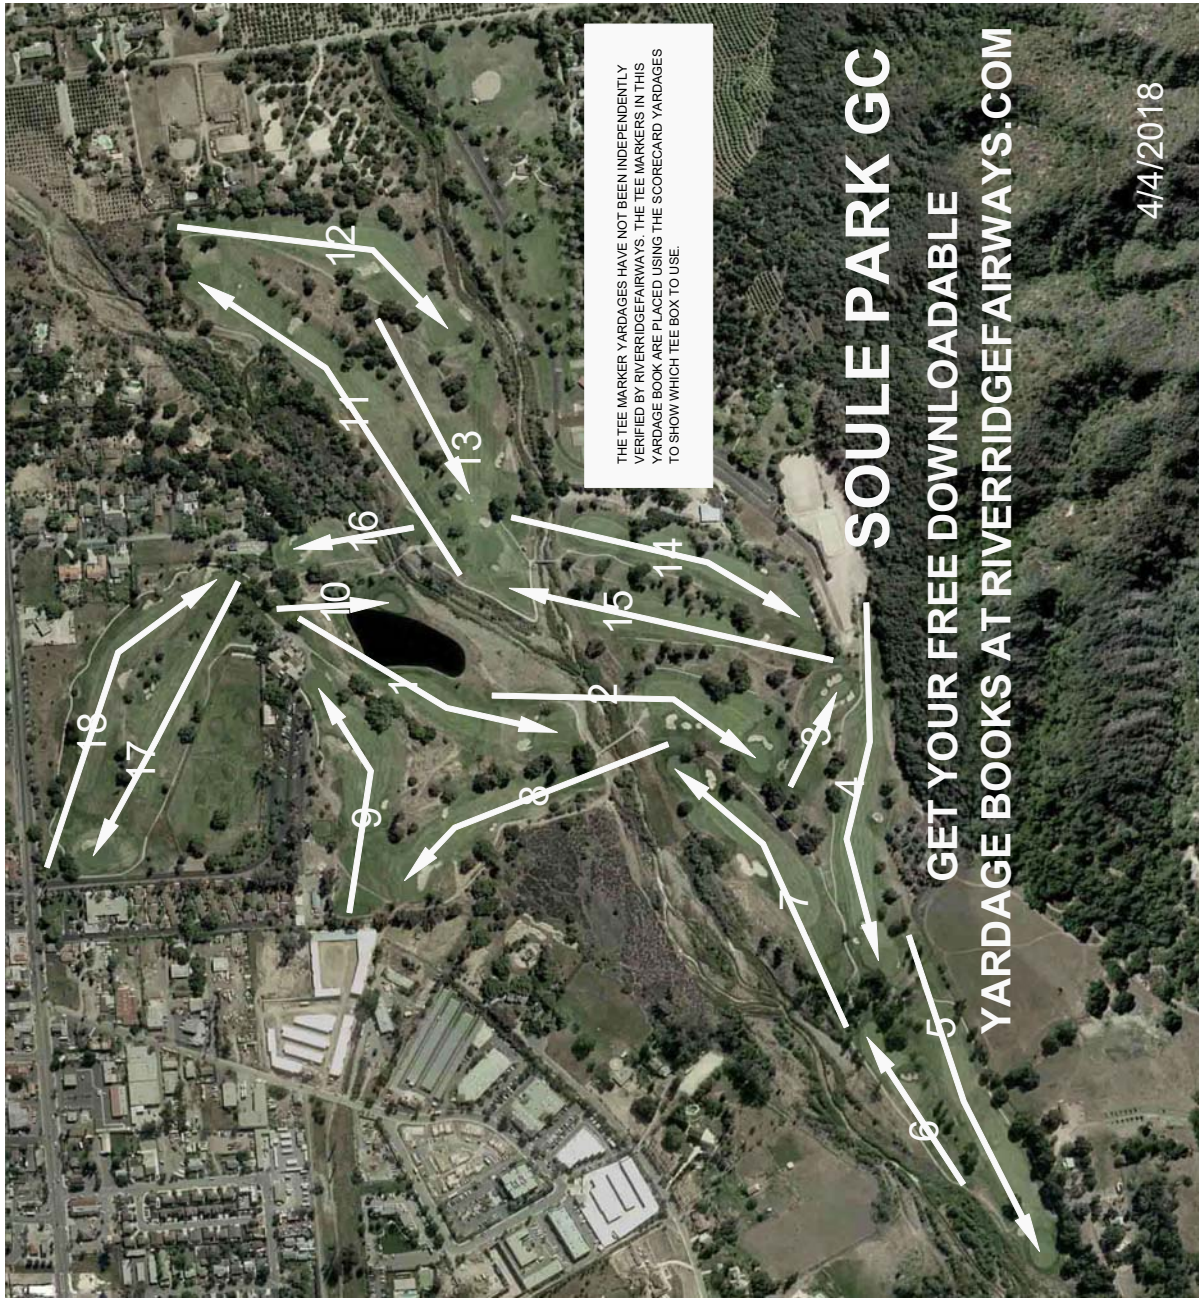 THE TEE MARKER YARDAGES HAVE NOT BEEN INDEPENDENTLY
VERIFIED BY RIVERRIDGEFAIRWAYS. THE TEE MARKERS IN THIS
YARDAGE BOOK ARE PLACED USING THE SCORECARD YARDAGES
TO SHOW WHICH TEE BOX TO USE.
SOULE PARK GC
GET YOUR FREE DOWNLOADABLE
YARDAGE BOOKS AT RIVERRIDGEFAIRWAYS.COM
4/4/2018
1
2
3
4
5
6
7
8
9
10
11
12
13
14
15
16
17
18